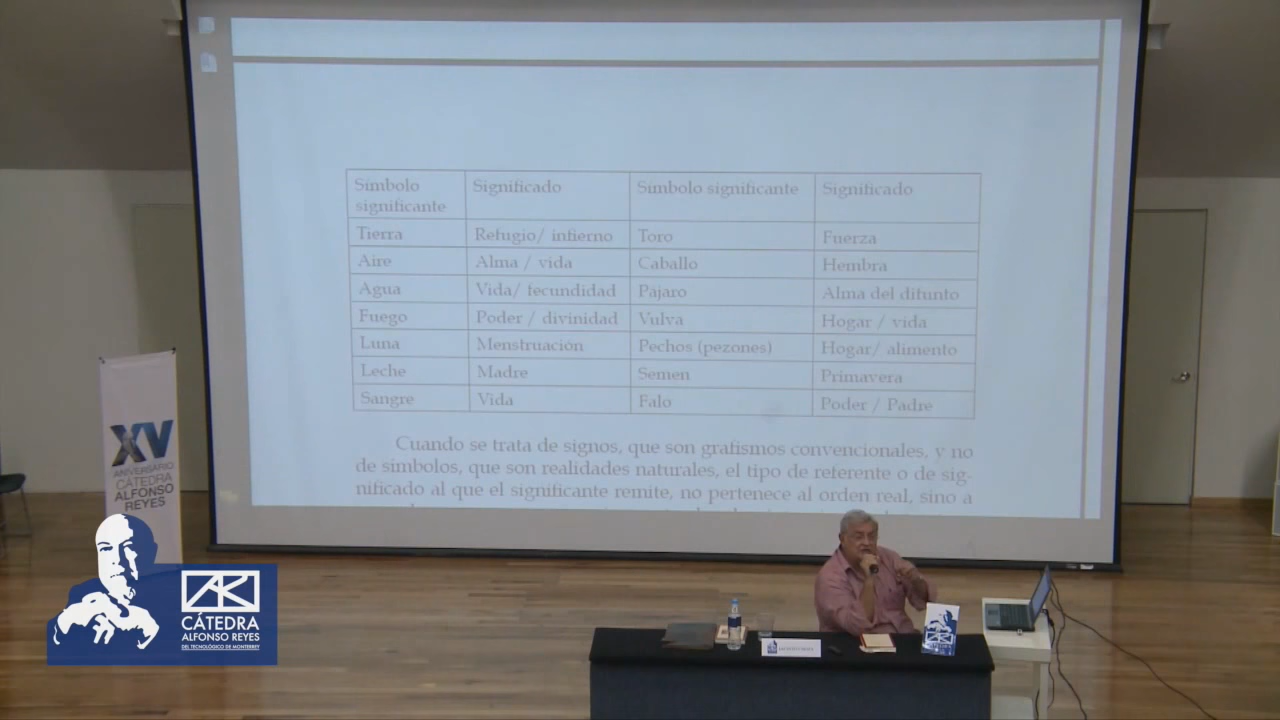 Símbolo significante Significado Símbolo significante Significado
Tierra Refugio/ infierno Toro Fuerza
Aire Alma / vida Caballo Hembra
Agua Vida/ fecundidad Pájaro Alma del difunto
Fuego Poder / divinidad Vulva Hogar / vida
Luna Menstruación Pechos (pezones) Hogar/ alimento
Leche Madre Semen Primavera
Sangre Vida Falo Poder / Padre
Cuando se trata de signos, que son grafismos convencionales, y no
de símbolos, que son realidades naturales, el tipo de referente o de sig-
nificado al que el significante remite, no pertenece al orden real, sino a
XV
ANIVERSARIO
CÁTEDRA
ALFONSO
REYES
CÁTEDRA
ALFONSO REYES
DEL TECNOLÓGICO DE MONTERREY